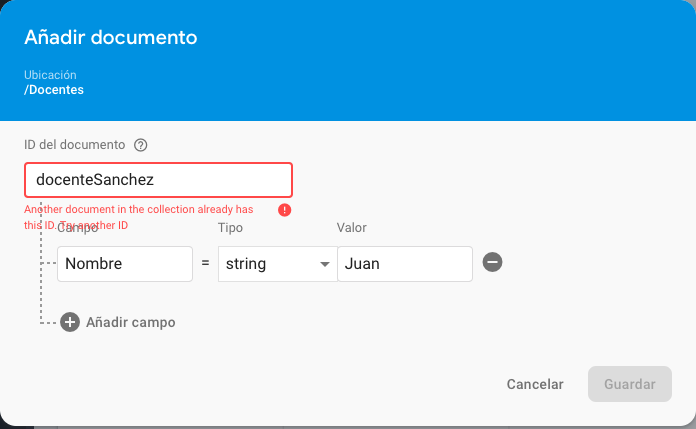 Añadir documento
Ubicación
/Docentes
ID del documento
docenteSanchez
Another document in the collection already has
this ID. Try another ID
Campo Tipo Valor
Nombre = string Juan
Añadir campo
Cancelar Guardar